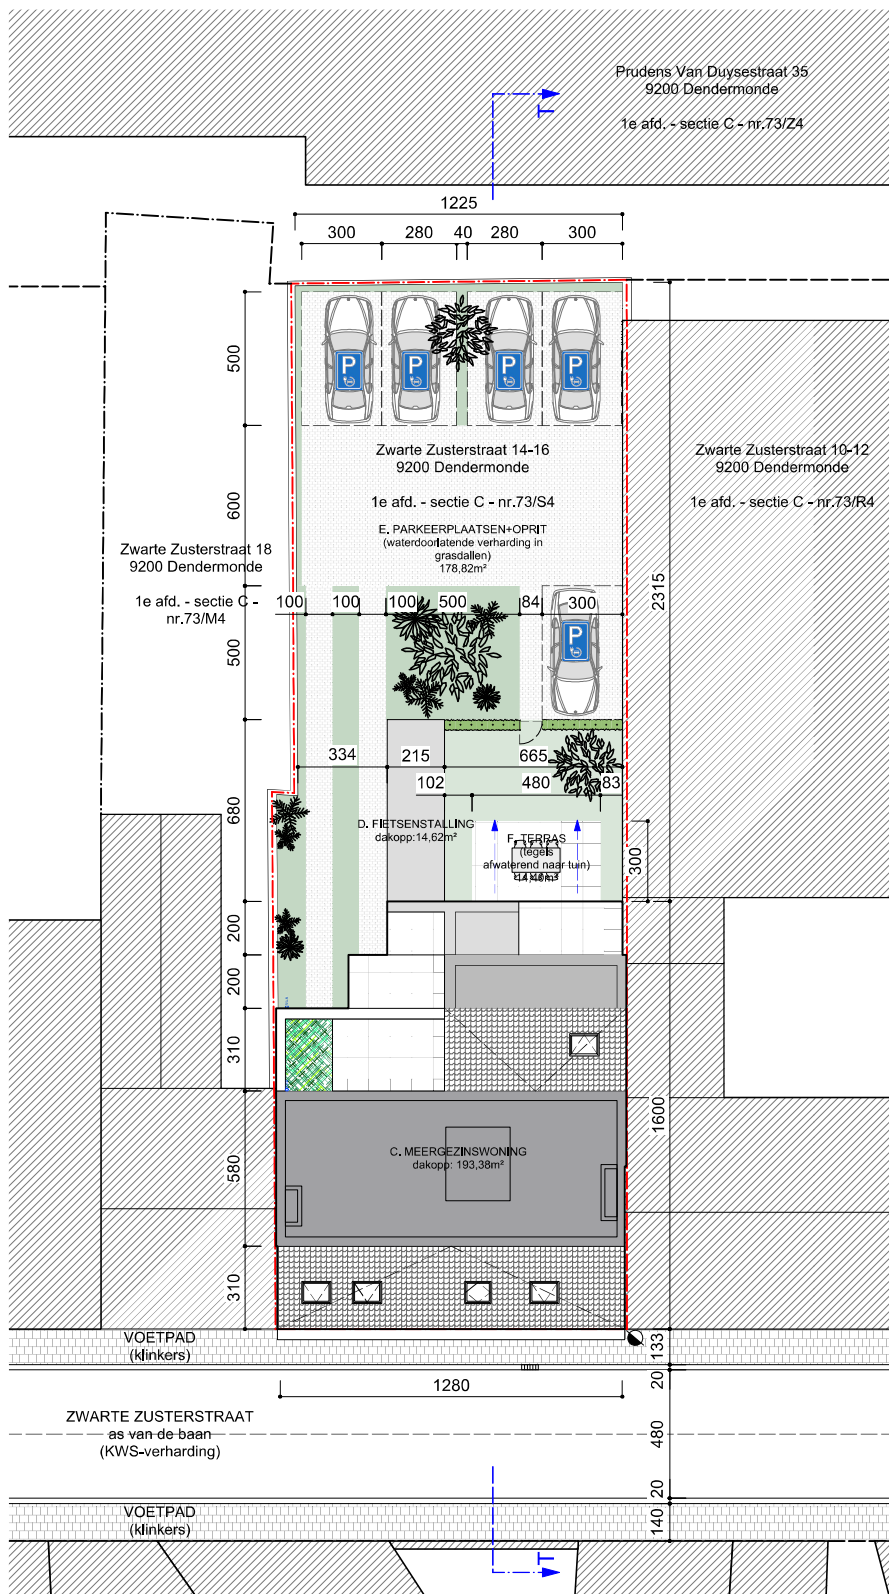 Prudens Van Duysestraat 35
9200 Dendermonde
1e afd. - sectie C - nr.73/Z4
T
1225
300
280
40
280
300
P
P
P
P
500
Zwarte Zusterstraat 14-16
9200 Dendermonde
1e afd. - sectie C - nr.73/S4
Zwarte Zusterstraat 10-12
9200 Dendermonde
1e afd. - sectie C - nr.73/R4
600
E. PARKEERPLAATSEN+OPRIT
(waterdoorlatende verharding in
grasdallen)
178,82m²
Zwarte Zusterstraat 18
9200 Dendermonde
1e afd. - sectie C -
nr.73/M4
2315
100
100
100
500
84
300
P
500
334
215
665
102
480
83
680
D. FIETSENSTALLING
dakopp:14,62m²
F. TERRAS
(tegels
afwaterend naar tuin)
14,40m²
300
200
200
310
1600
C. MEERGEZINSWONING
dakopp: 193,38m²
580
310
VOETPAD
(klinkers)
133
20
1280
ZWARTE ZUSTERSTRAAT
as van de baan
(KWS-verharding)
480
20
VOETPAD
(klinkers)
140
T